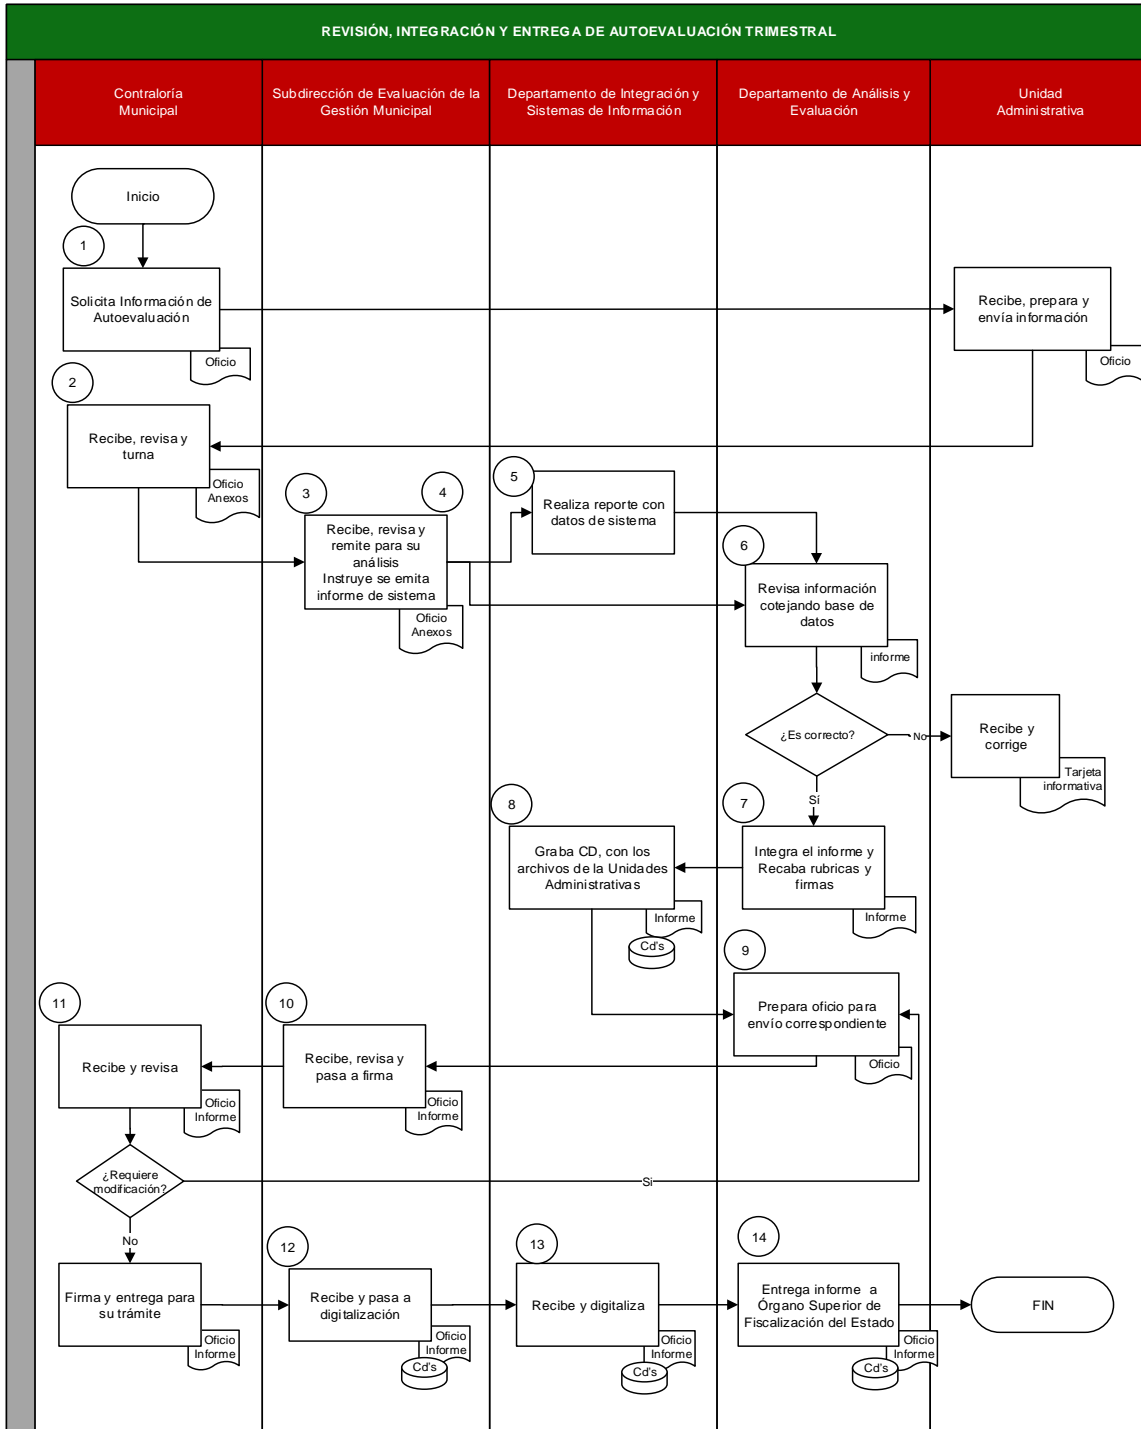 REVISIÓN, INTEGRACIÓN Y ENTREGA DE AUTOEVALUACIÓN TRIMESTRAL
Contraloría
Municipal
Subdirección de Evaluación de la
Gestión Municipal
Departamento de Integración y
Sistemas de Información
Departamento de Análisis y
Evaluación
Unidad
Administrativa
Inicio
1
Solicita Información de
Autoevaluación
Oficio
Recibe, prepara y
envía información
Oficio
2
Recibe, revisa y
turna
Oficio
Anexos
3
4
Recibe, revisa y
remite para su
análisis
Instruye se emita
informe de sistema
Oficio
Anexos
5
Realiza reporte con
datos de sistema
6
Revisa información
cotejando base de
datos
informe
¿Es correcto?
No
Recibe y
corrige
Tarjeta
informativa
Sí
7
Integra el informe y
Recaba rubricas y
firmas
Informe
8
Graba CD, con los
archivos de la Unidades
Administrativas
Informe
Cd's
9
Prepara oficio para
envío correspondiente
Oficio
10
Recibe, revisa y
pasa a firma
Oficio
Informe
11
Recibe y revisa
Oficio
Informe
¿Requiere
modificación?
Si
No
Firma y entrega para
su trámite
Oficio
Informe
12
Recibe y pasa a
digitalización
Oficio
Informe
Cd's
13
Recibe y digitaliza
Oficio
Informe
Cd's
14
Entrega informe a
Órgano Superior de
Fiscalización del Estado
Oficio
Informe
Cd's
FIN